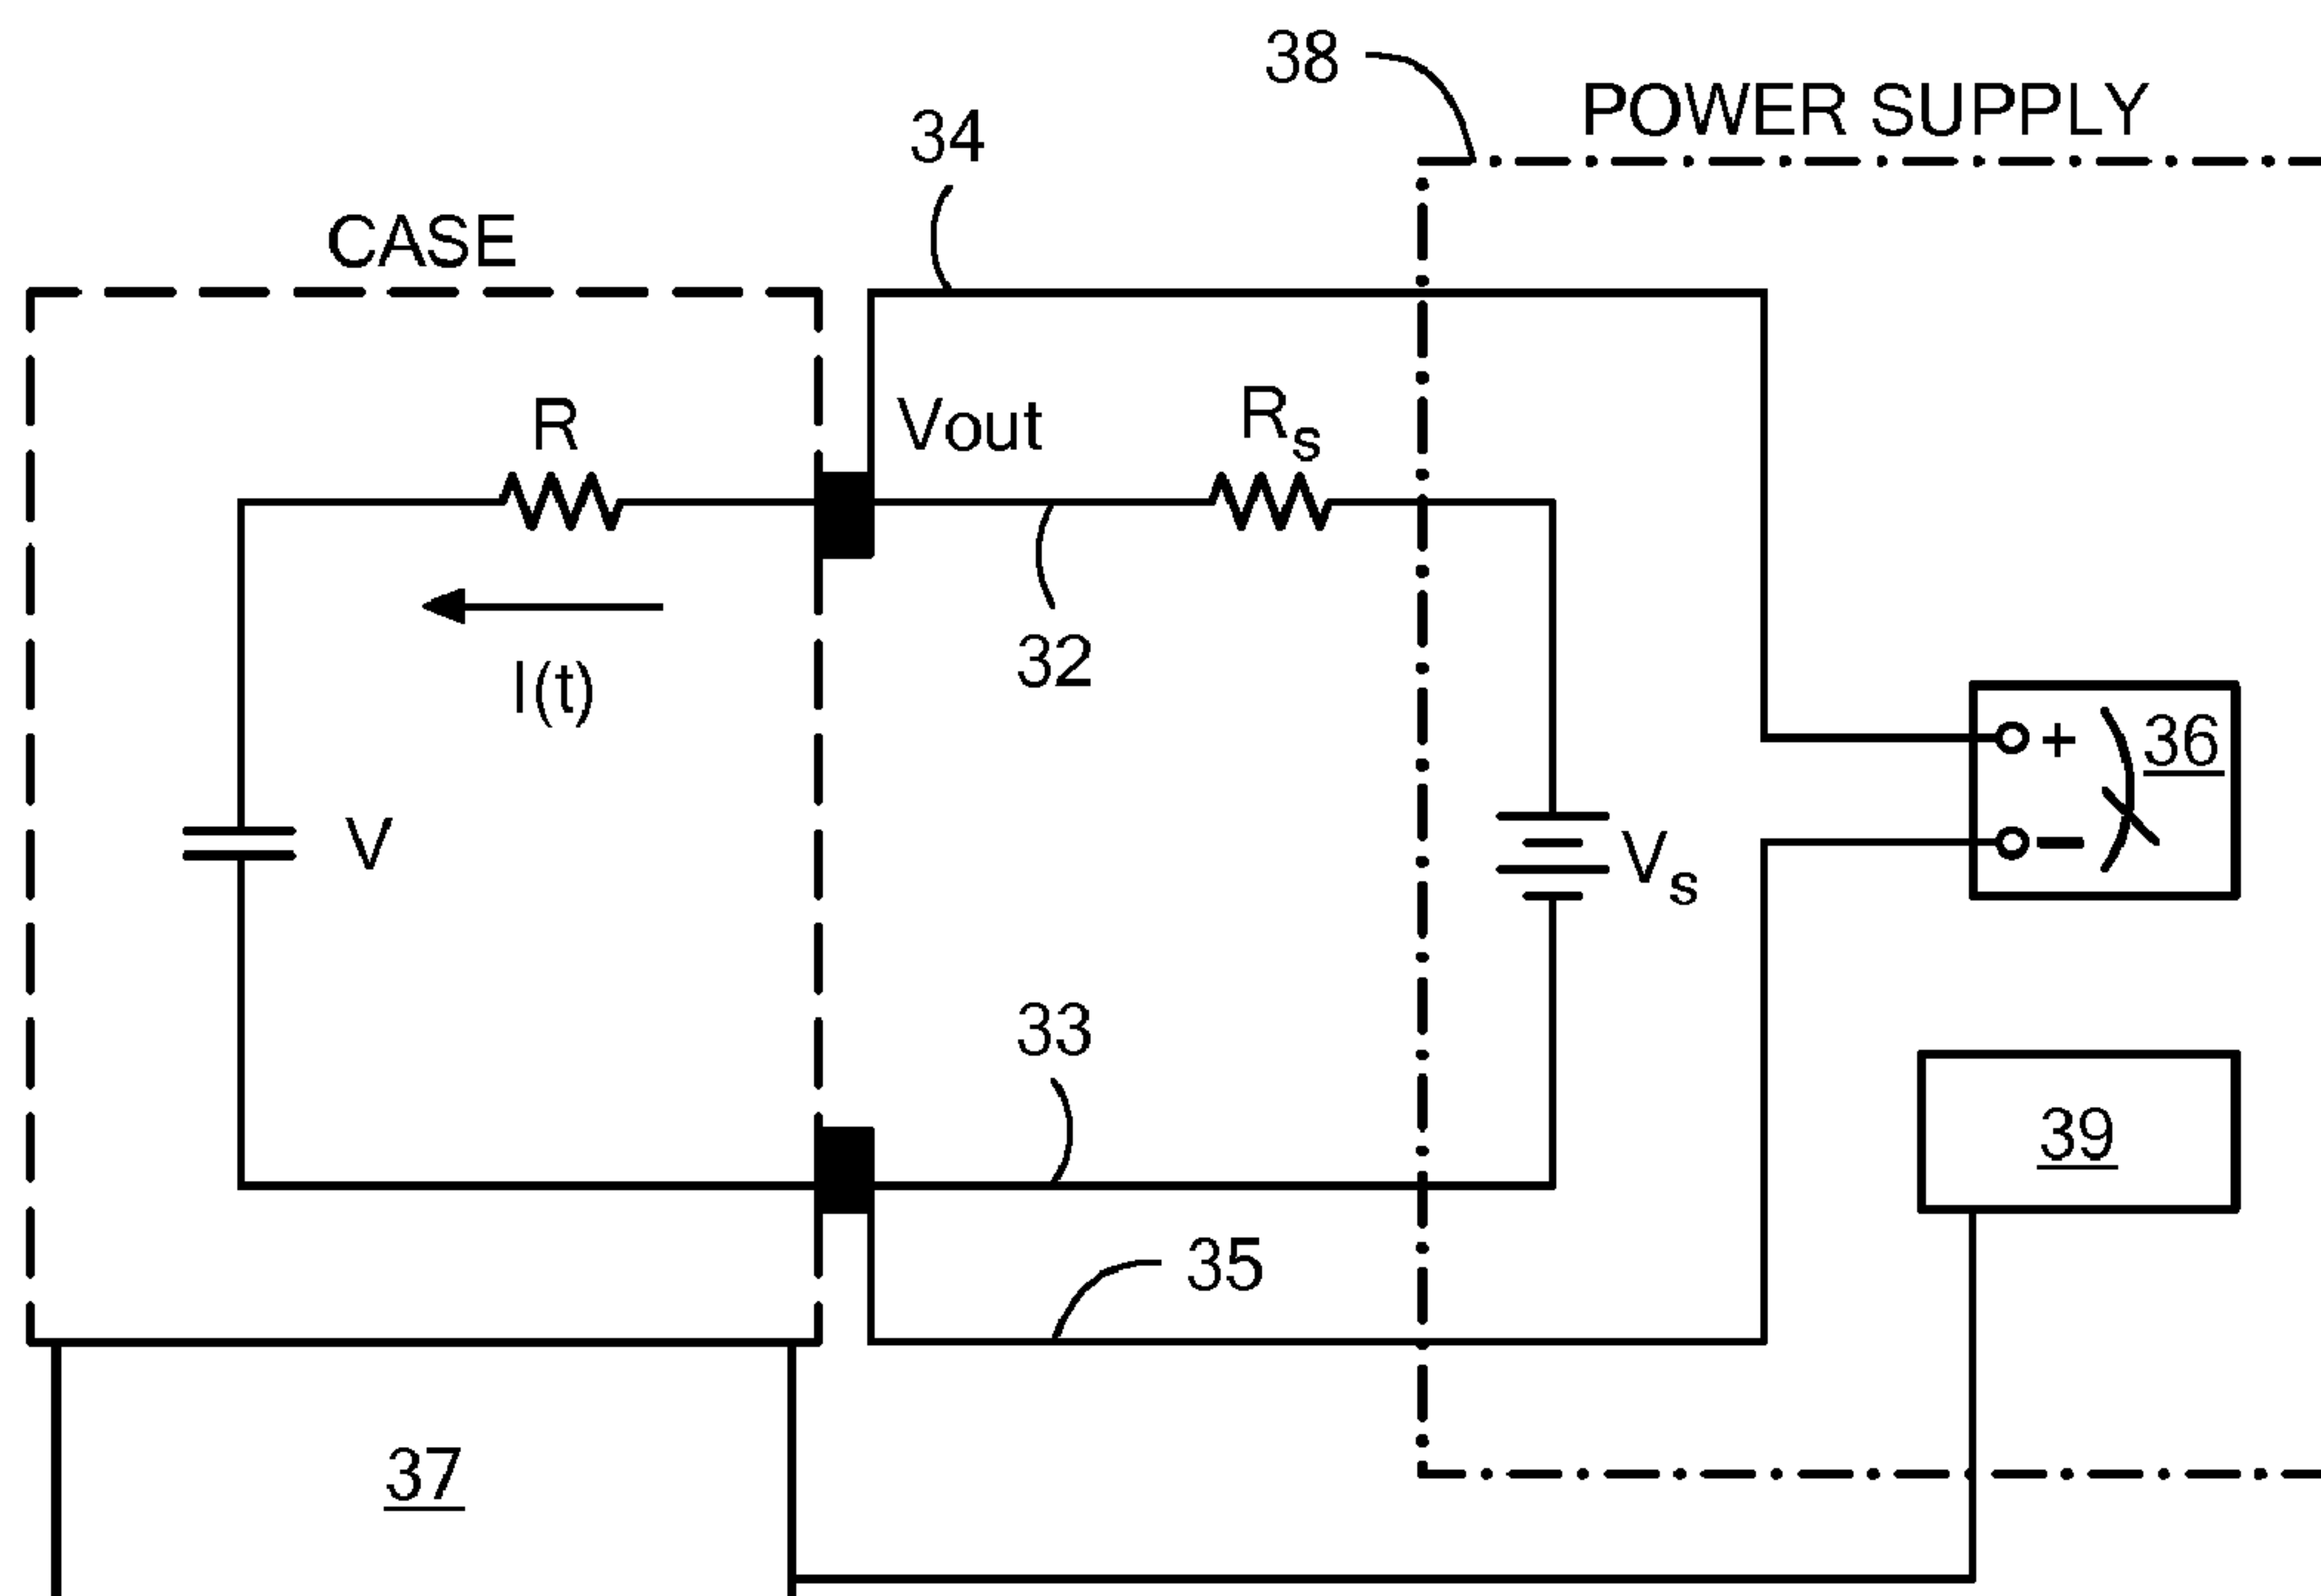 38
POWER SUPPLY
34
CASE
R
Vout
Rs
32
I(t)
+ 36
V
−
Vs
33
39
35
37